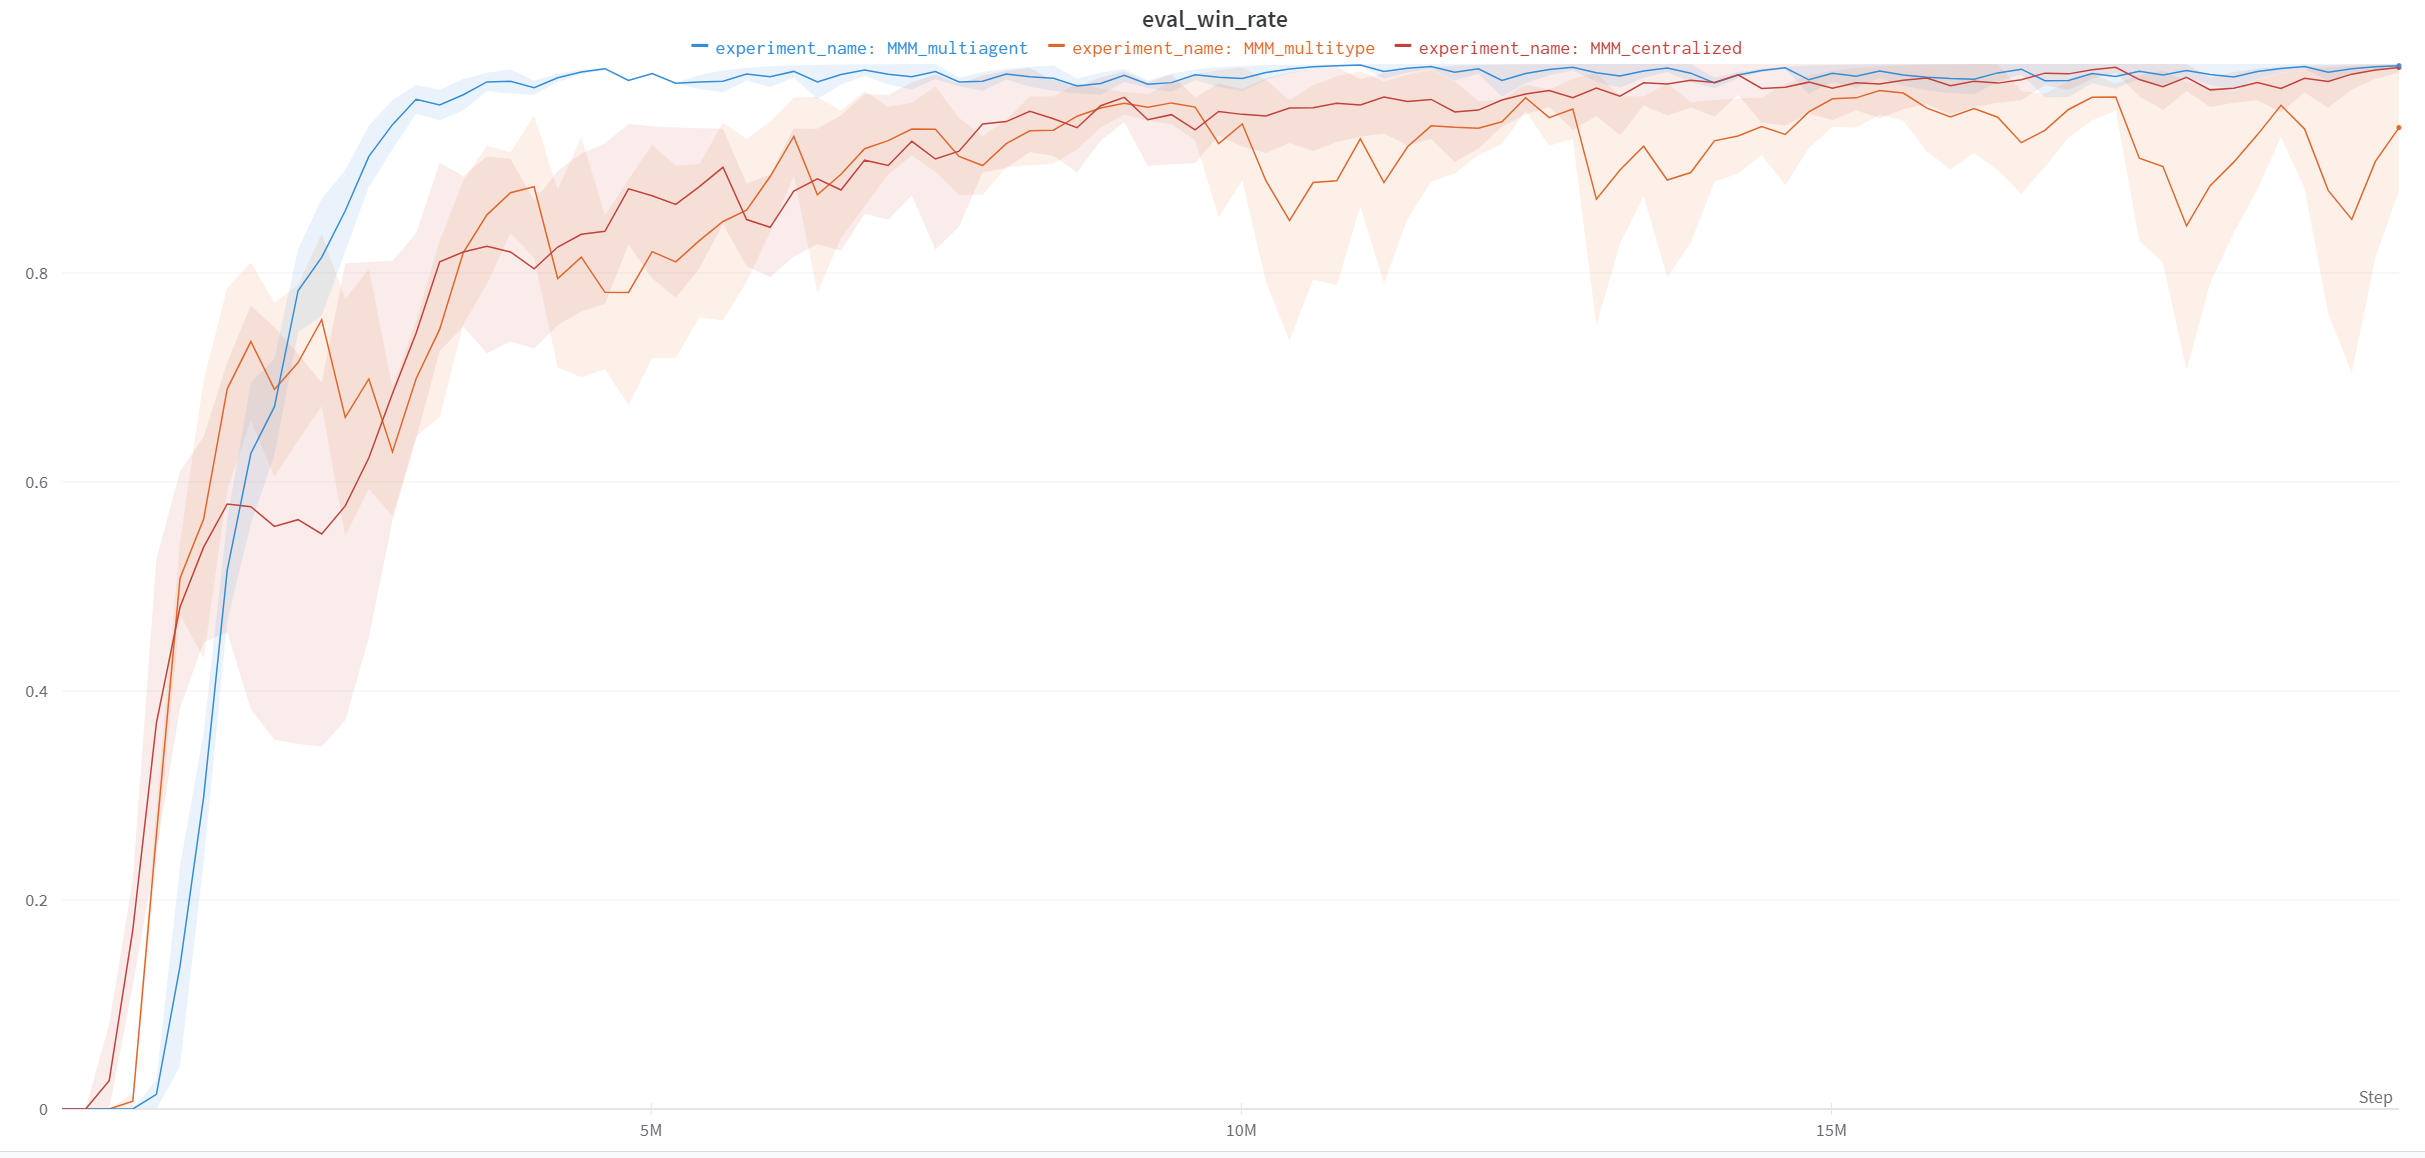 eval_win_rate
experiment_name: MMM_multiagent experiment_name: MMM_multitype experiment_name: MMM_centralized
0.8
0.6
0.4
0.2
0
Step
5M 10M 15M